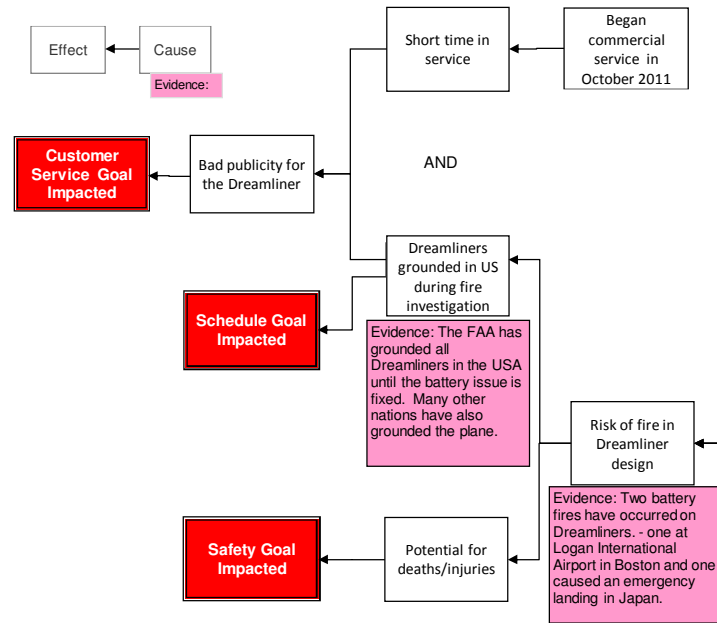 Effect
Cause
Evidence:
Short time in
service
Began
commercial
service in
October 2011
Customer
Service Goal
Impacted
Bad publicity for
the Dreamliner
AND
Dreamliners
grounded in US
during fire
investigation
Schedule Goal
Impacted
Evidence: The FAA has
grounded all
Dreamliners in the USA
until the battery issue is
fixed. Many other
nations have also
grounded the plane.
Risk of fire in
Dreamliner
design
Evidence: Two battery
fires have occurred on
Dreamliners. - one at
Logan International
Airport in Boston and one
caused an emergency
landing in Japan.
Safety Goal
Impacted
Potential for
deaths/injuries